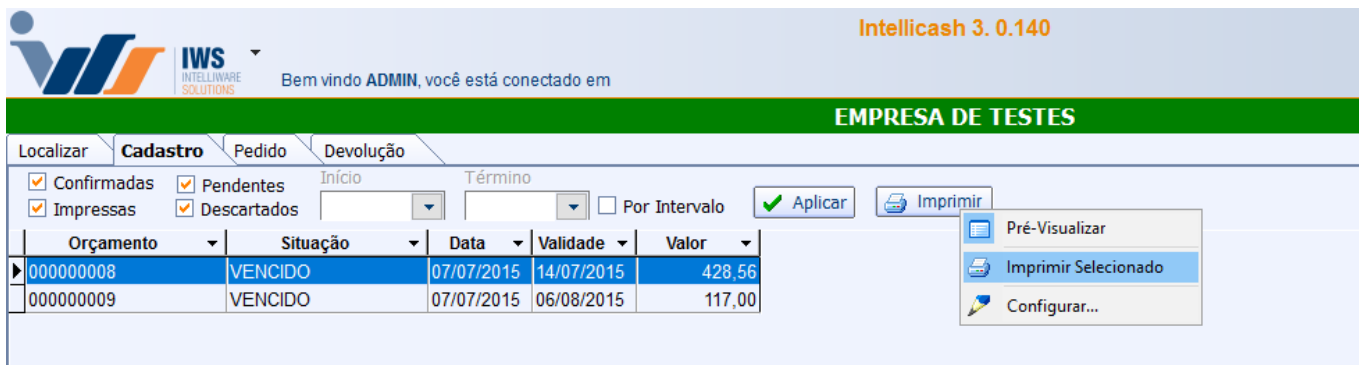 Intellicash 3. 0.140
IWS
INTELLIWARE
SOLUTIONS
Bem vindo ADMIN, você está conectado em
EMPRESA DE TESTES
Localizar Cadastro Pedido Devolução
Confirmadas Pendentes Início Término
Impressas Descartados Por Intervalo Aplicar Imprimir
Pré-Visualizar
Orçamento Situação Data Validade Valor
000000008 VENCIDO 07/07/2015 14/07/2015 428,56
Imprimir Selecionado
000000009 VENCIDO 07/07/2015 06/08/2015 117,00
Configurar...